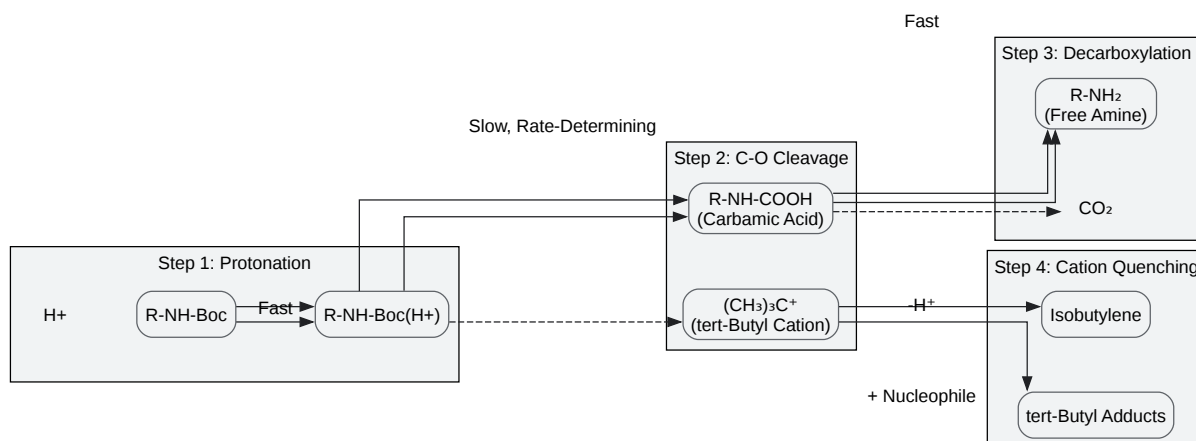 Fast
Step 3: Decarboxylation
R-NH₂
(Free Amine)
Slow, Rate-Determining
Step 2: C-O Cleavage
R-NH-COOH
(Carbamic Acid)
CO₂
Step 1: Protonation
H+
R-NH-Boc
Fast
R-NH-Boc(H+)
(CH₃)₃C⁺
(tert-Butyl Cation)
-H⁺
Step 4: Cation Quenching
Isobutylene
+ Nucleophile
tert-Butyl Adducts